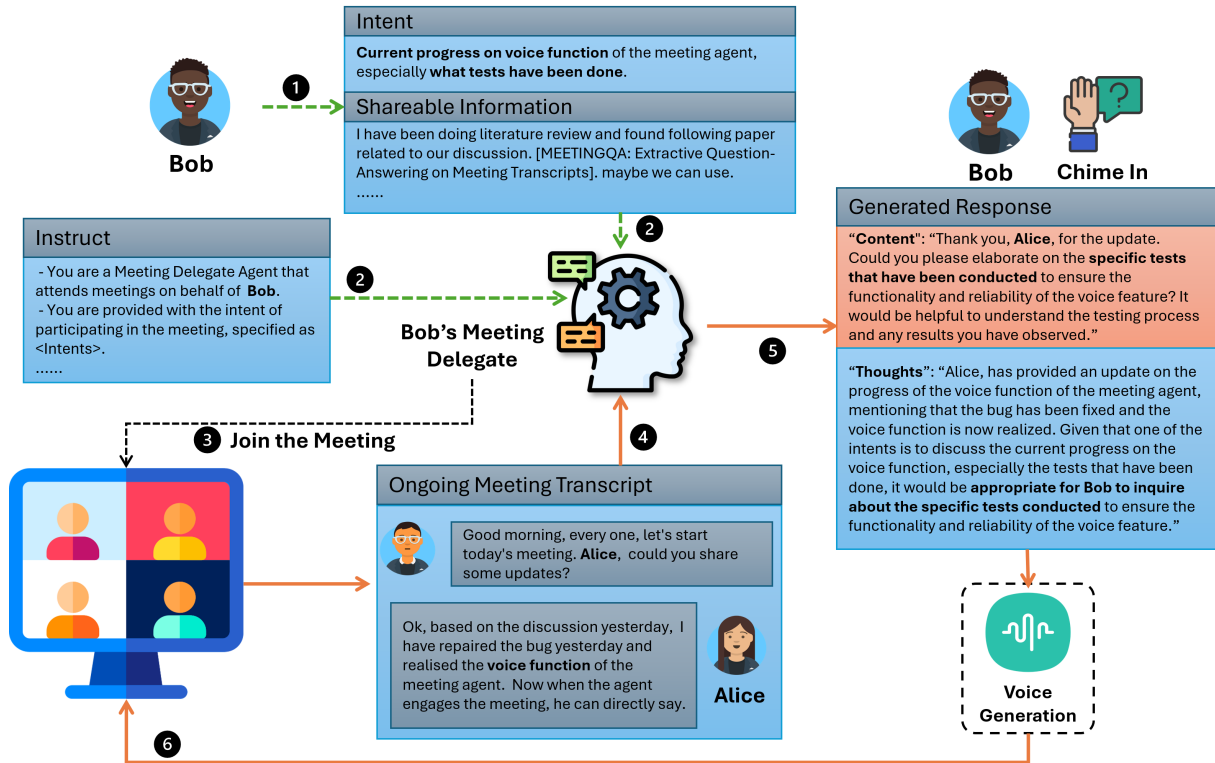 Intent
Current progress on voice function of the meeting agent,
especially what tests have been done.
Shareable Information
I have been doing literature review and found following paper
related to our discussion. [MEETINGQA: Extractive Question-
Answering on Meeting Transcripts]. maybe we can use.
......
1
Bob
2
Instruct
- You are a Meeting Delegate Agent that
attends meetings on behalf of Bob.
- You are provided with the intent of
participating in the meeting, specified as
<Intents>.
......
2
Bob's Meeting
Delegate
3 Join the Meeting
4
5
Ongoing Meeting Transcript
Good morning, every one, let's start
today's meeting. Alice, could you share
some updates?
Ok, based on the discussion yesterday, I
have repaired the bug yesterday and
realised the voice function of the
meeting agent. Now when the agent
engages the meeting, he can directly say.
Alice
?
Bob
Chime In
Generated Response
“Content": “Thank you, Alice, for the update.
Could you please elaborate on the specific tests
that have been conducted to ensure the
functionality and reliability of the voice feature? It
would be helpful to understand the testing process
and any results you have observed.”
“Thoughts”: “Alice, has provided an update on the
progress of the voice function of the meeting agent,
mentioning that the bug has been fixed and the
voice function is now realized. Given that one of the
intents is to discuss the current progress on the
voice function, especially the tests that have been
done, it would be appropriate for Bob to inquire
about the specific tests conducted to ensure the
functionality and reliability of the voice feature.”
Voice
Generation
6